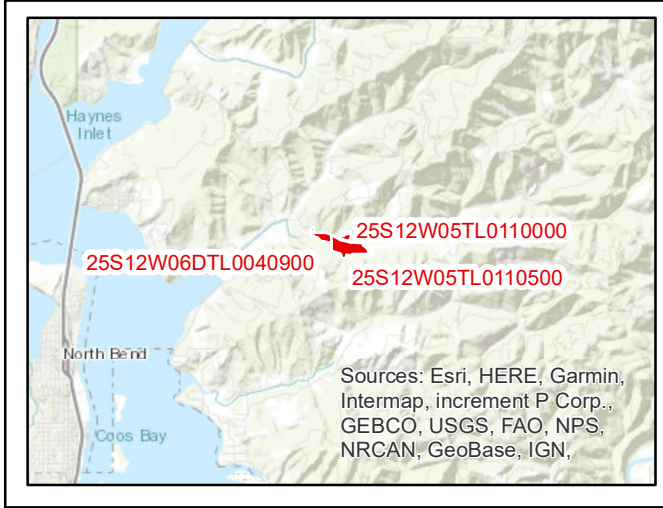 Haynes
Inlet
25S12W05TL0110000
25S12W06DTL0040900
25S12W05TL0110500
North Bend
Coos Bay
Sources: Esri, HERE, Garmin,
Intermap, increment P Corp.,
GEBCO, USGS, FAO, NPS,
NRCAN, GeoBase, IGN,